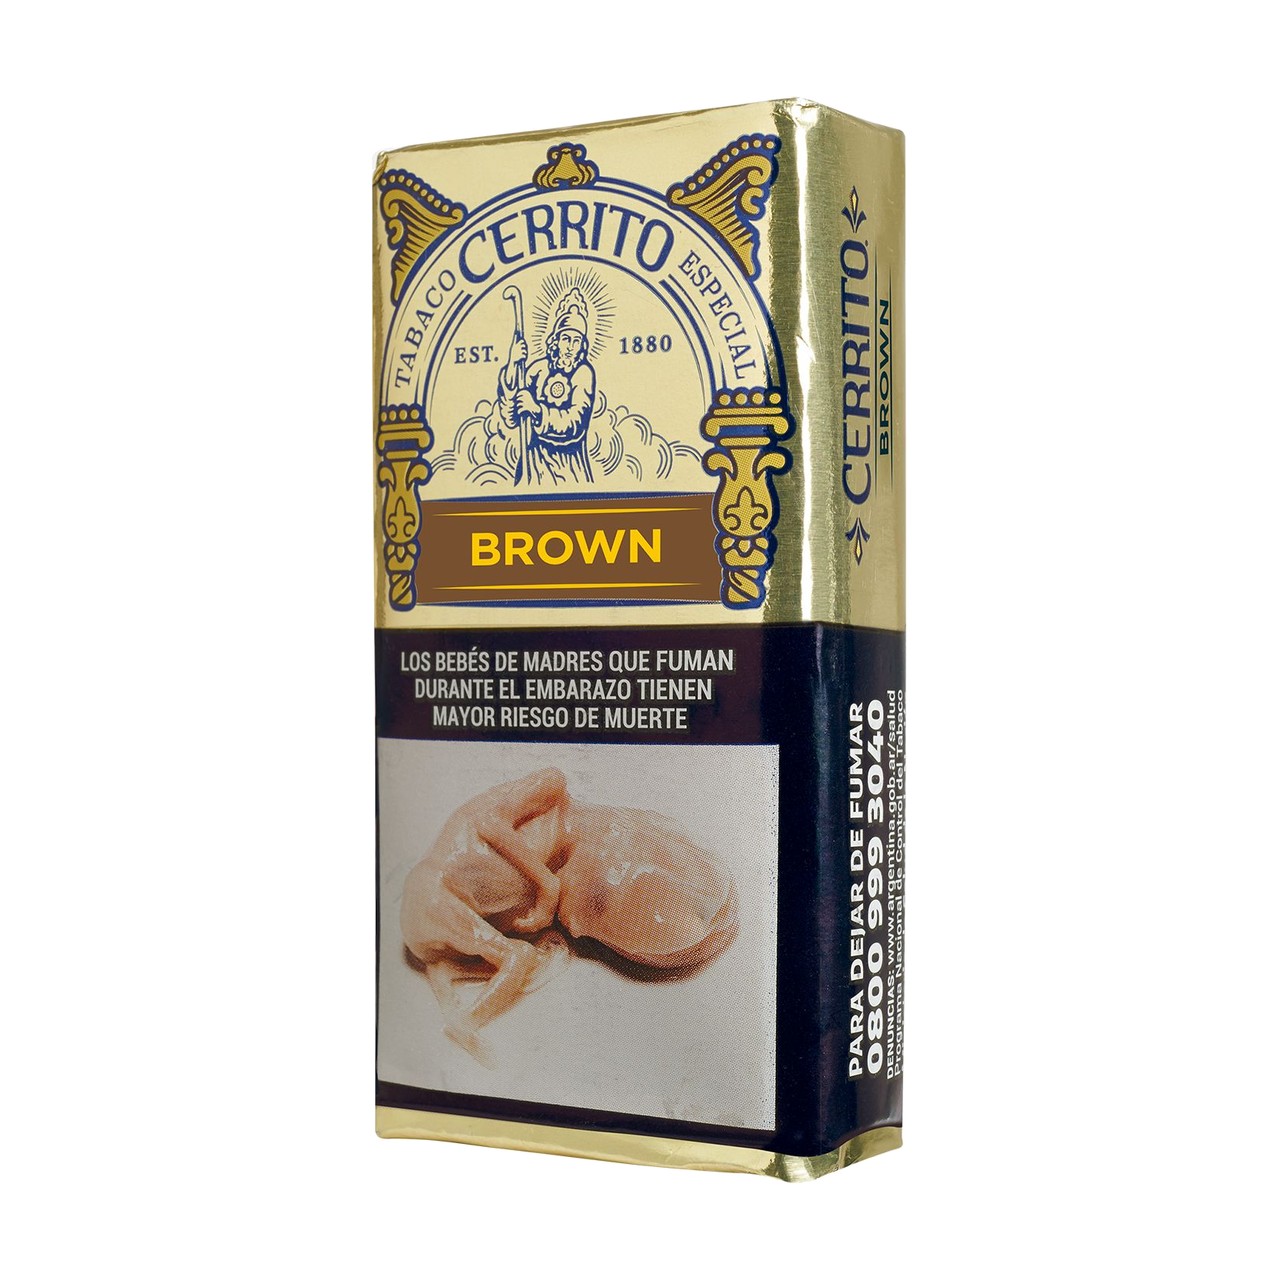 TABACO CERRITO ESPECIAL
EST. 1880
BROWN
LOS BEBÉS DE MADRES QUE FUMAN
DURANTE EL EMBARAZO TIENEN
MAYOR RIESGO DE MUERTE
CERRITO
BROWN
PARA DEJAR DE FUMAR
0800 999 3040
DENUNCIAS: www.argentina.gob.ar/salud
Programa Nacional de Control del Tabaco